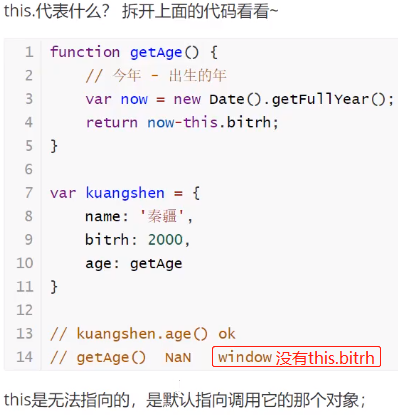 this.代表什么? 拆开上面的代码看看~
1 function getAge() {
2 // 今年 - 出生的年
3 var now = new Date().getFullYear();
4 return now-this.bitrh;
5 }
6
7 var kuangshen = {
8 name: '秦疆',
9 bitrh: 2000,
10 age: getAge
11 }
12
13 // kuangshen.age() ok
14 // getAge() NaN window 没有this.bitrh
this是无法指向的，是默认指向调用它的那个对象；